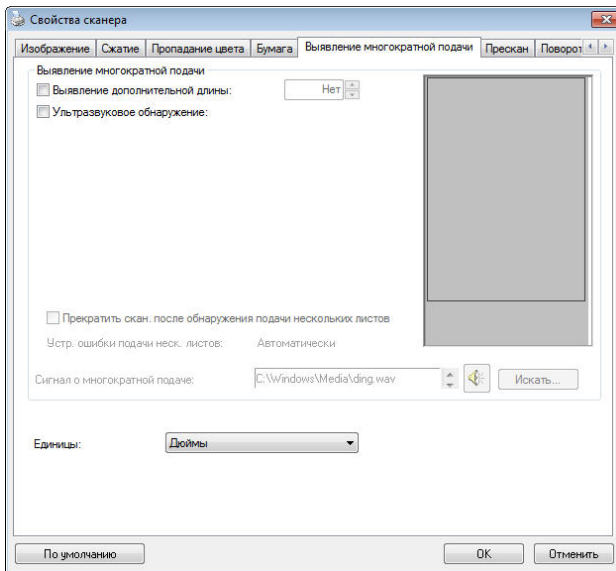 Свойства сканера
Изображение Сжатие Пропадание цвета Бумага Выявление многократной подачи Прескан Поворот
Выявление многократной подачи
Выявление дополнительной длины: Нет
Ультразвуковое обнаружение:
Прекратить скан. после обнаружения подачи нескольких листов
Устр. ошибки подачи неск. листов: Автоматически
Сигнал о многократной подаче: C:\Windows\Media\ding.wav Искать...
Единицы: Дюймы
По умолчанию OK Отменить